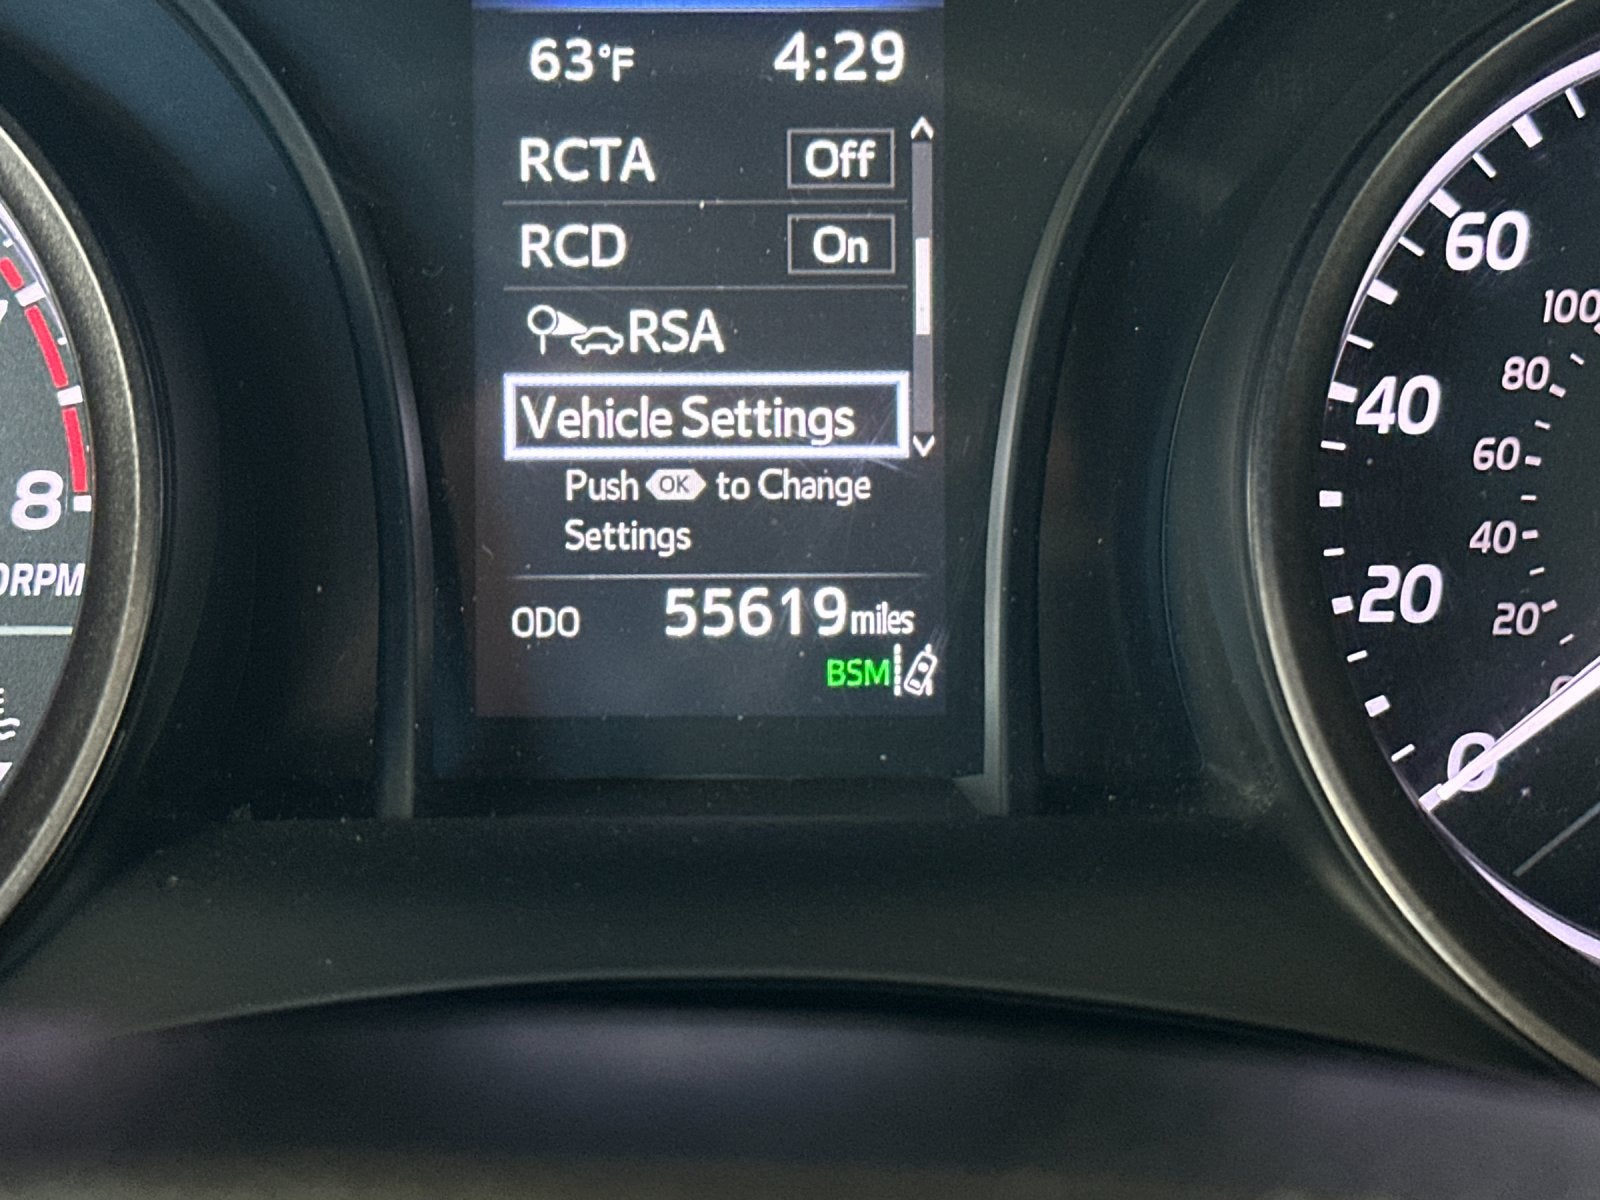 63°F 4:29
RCTA Off
RCD On
RSA
Vehicle Settings
Push OK to Change
Settings
ODO 55619 miles
BSM
8
RPM
60
40
20
0
100
80
60
40
20